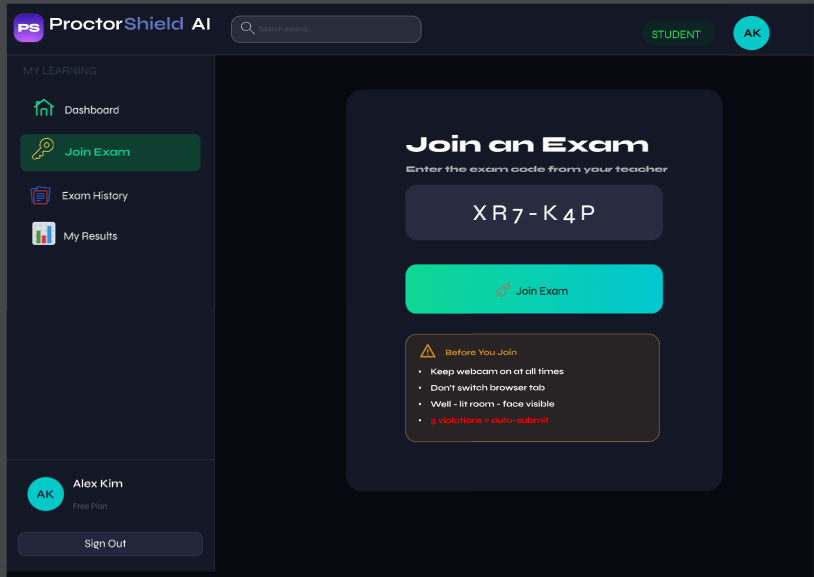 PS ProctorShield AI
Search exams...
STUDENT
AK
MY LEARNING
Dashboard
Join Exam
Exam History
My Results
Join an Exam
Enter the exam code from your teacher
XR7-K4P
Join Exam
Before You Join
• Keep webcam on at all times
• Don't switch browser tab
• Well - lit room - face visible
• 3 violations = auto-submit
AK
Alex Kim
Free Plan
Sign Out